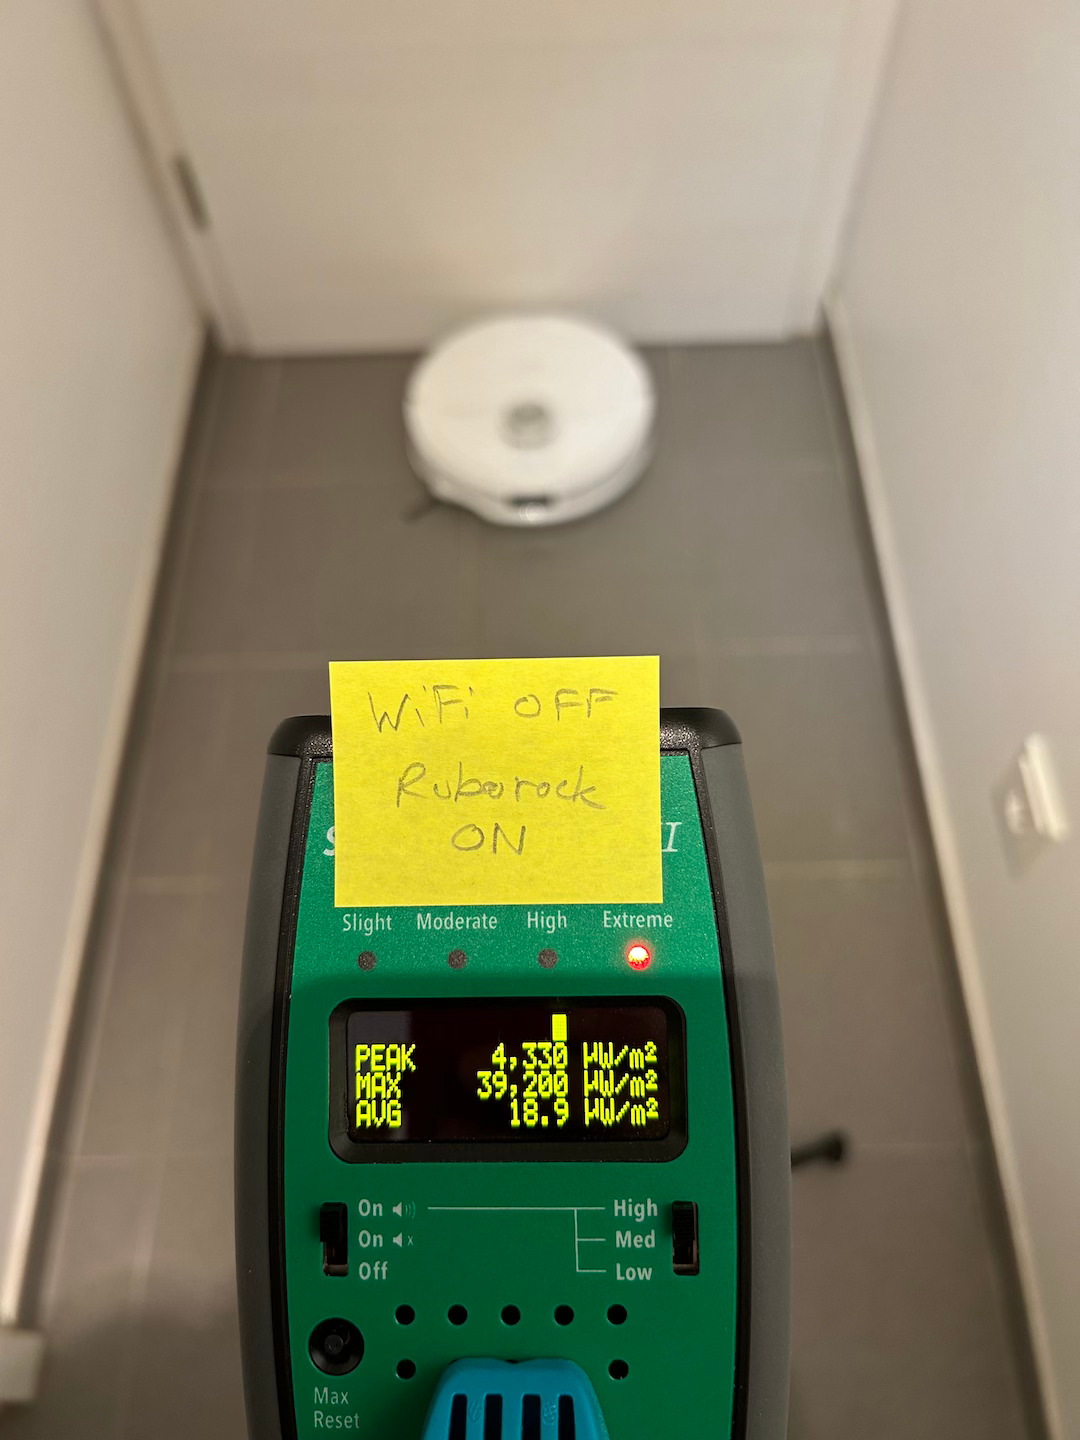 WiFi OFF
Ruborock
ON
Slight Moderate High Extreme
PEAK 4,330 µW/m²
MAX 39,200 µW/m²
AVG 18.9 µW/m²
On High
On Med
Off Low
Max
Reset